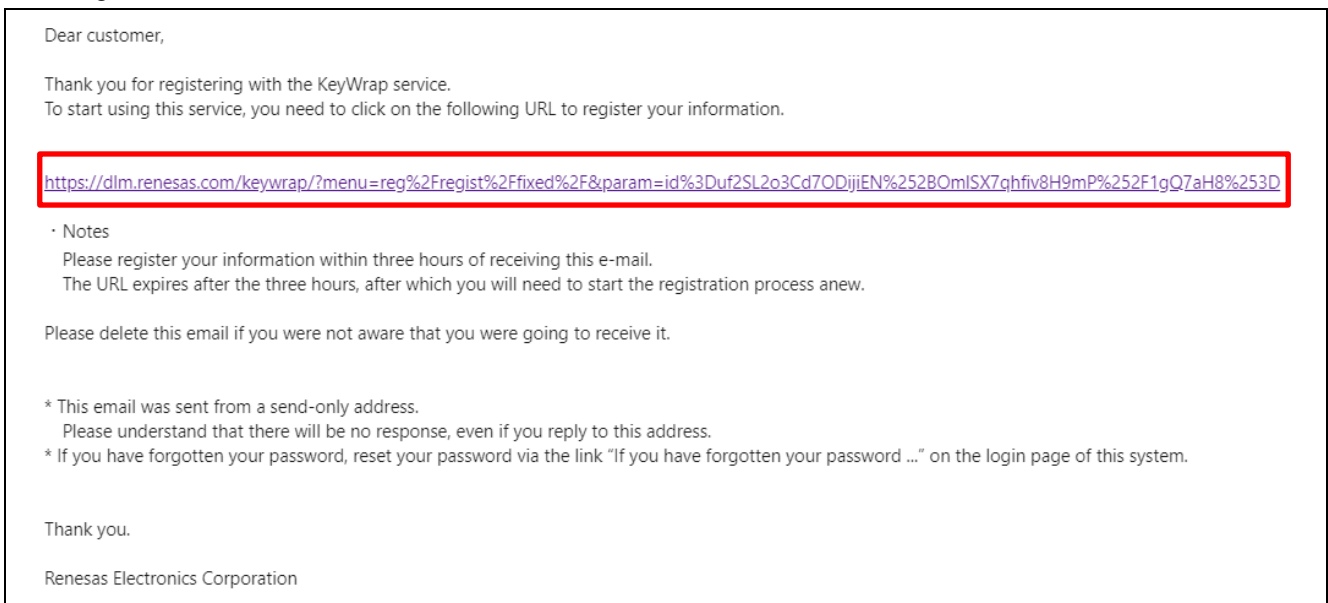 Dear customer,
Thank you for registering with the KeyWrap service.
To start using this service, you need to click on the following URL to register your information.
https://dlm.renesas.com/keywrap/?menu=reg%2Fregist%2Ffixed%2F&param=id%3Duf2SL2o3Cd7ODijiEN%252BOmISX7qhfiv8H9mP%252F1gQ7aH8%253D
・Notes
Please register your information within three hours of receiving this e-mail.
The URL expires after the three hours, after which you will need to start the registration process anew.
Please delete this email if you were not aware that you were going to receive it.
* This email was sent from a send-only address.
Please understand that there will be no response, even if you reply to this address.
* If you have forgotten your password, reset your password via the link “If you have forgotten your password ...” on the login page of this system.
Thank you.
Renesas Electronics Corporation